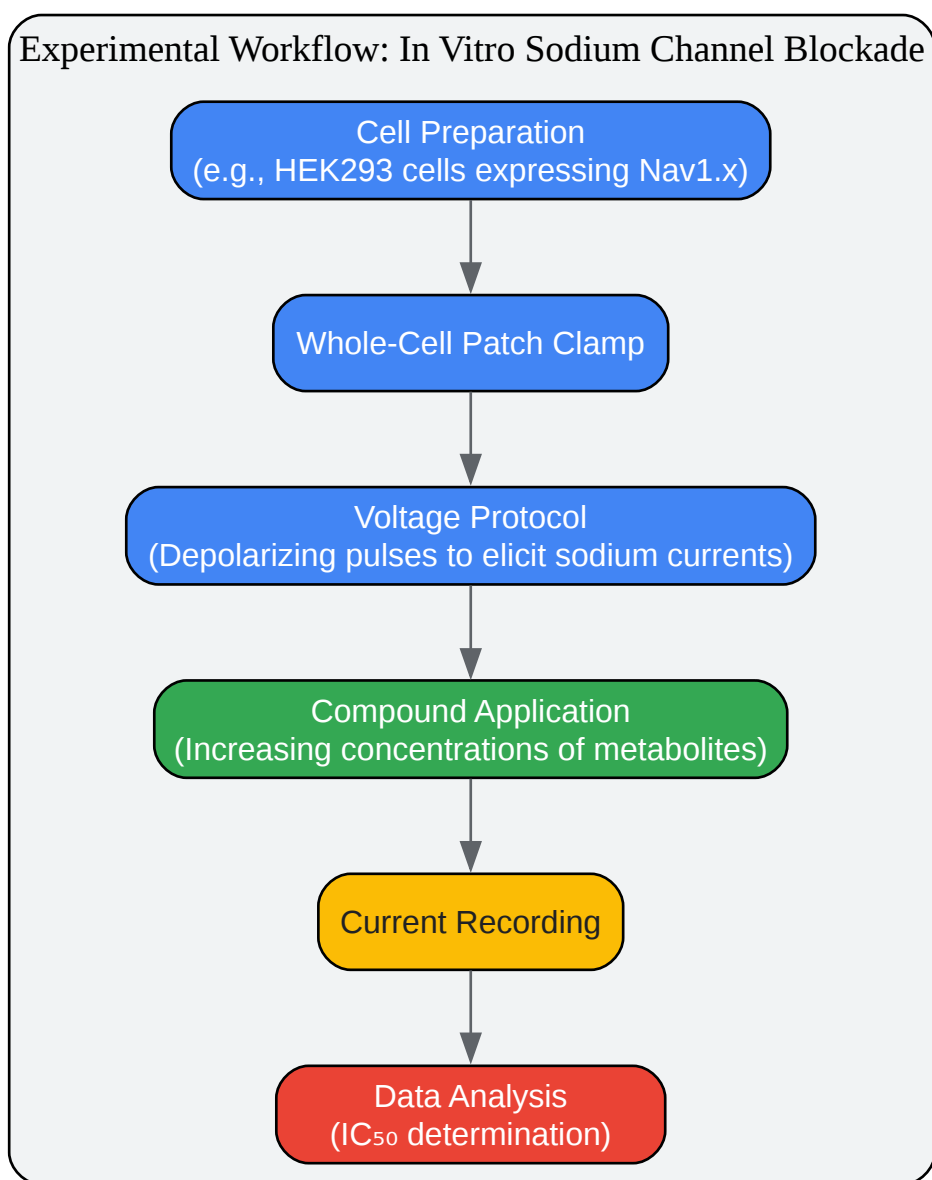 Experimental Workflow: In Vitro Sodium Channel Blockade
Cell Preparation
(e.g., HEK293 cells expressing Nav1.x)
Whole-Cell Patch Clamp
Voltage Protocol
(Depolarizing pulses to elicit sodium currents)
Compound Application
(Increasing concentrations of metabolites)
Current Recording
Data Analysis
(IC₅₀ determination)